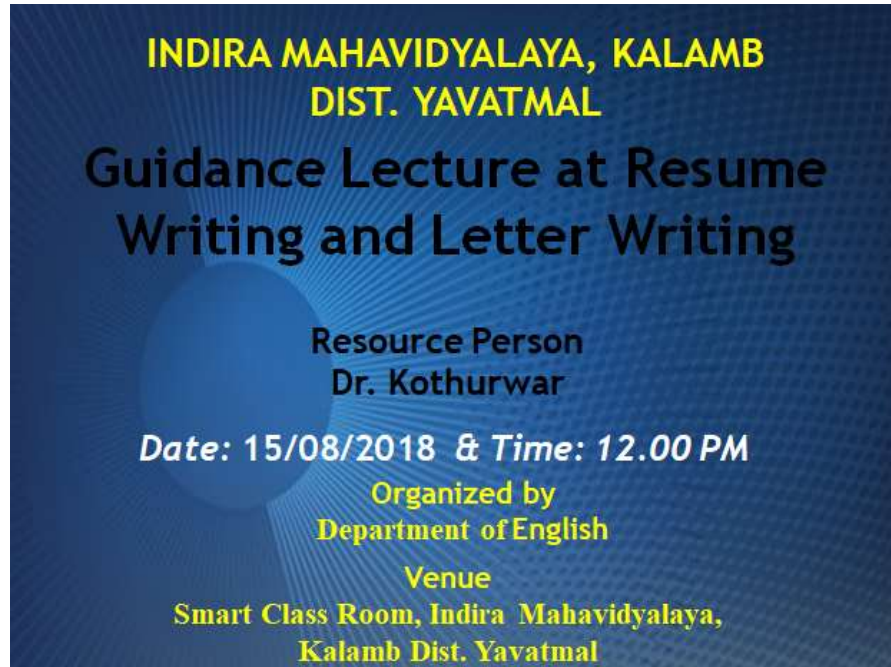 INDIRA MAHAVIDYALAYA, KALAMB
DIST. YAVATMAL
Guidance Lecture at Resume
Writing and Letter Writing
Resource Person
Dr. Kothurwar
Date: 15/08/2018 & Time: 12.00 PM
Organized by
Department of English
Venue
Smart Class Room, Indira Mahavidyalaya,
Kalamb Dist. Yavatmal